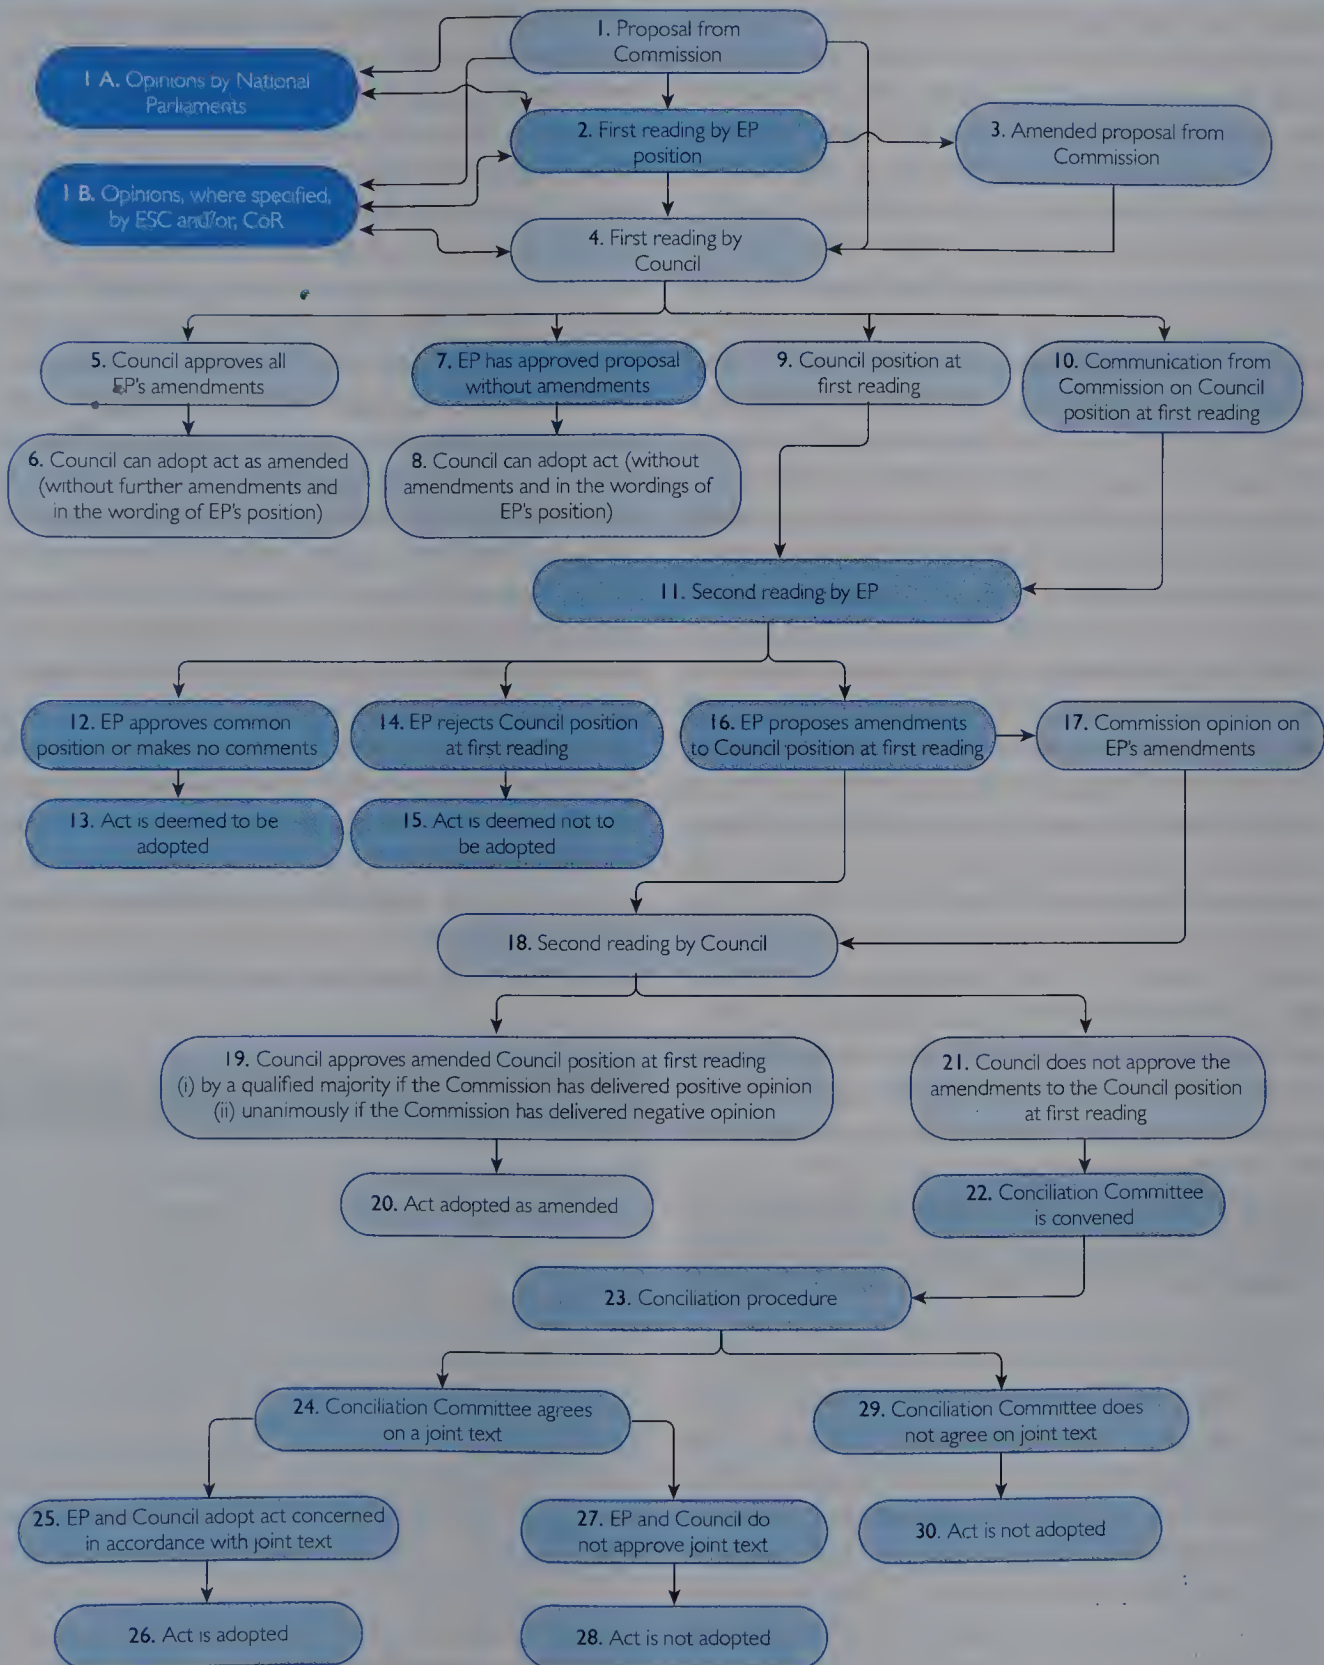 1. Proposal from
Commission
1 A. Opinions by National
Parliaments
2. First reading by EP
position
3. Amended proposal from
Commission
1 B. Opinions, where specified,
by ESC and/or, CoR
4. First reading by
Council
5. Council approves all
EP's amendments
7. EP has approved proposal
without amendments
9. Council position at
first reading
10. Communication from
Commission on Council
position at first reading
6. Council can adopt act as amended
(without further amendments and
in the wording of EP's position)
8. Council can adopt act (without
amendments and in the wordings of
EP's position)
11. Second reading by EP
12. EP approves common
position or makes no comments
14. EP rejects Council position
at first reading
16. EP proposes amendments
to Council position at first reading
17. Commission opinion on
EP's amendments
13. Act is deemed to be
adopted
15. Act is deemed not to
be adopted
18. Second reading by Council
19. Council approves amended Council position at first reading
(i) by a qualified majority if the Commission has delivered positive opinion
(ii) unanimously if the Commission has delivered negative opinion
21. Council does not approve the
amendments to the Council position
at first reading
20. Act adopted as amended
22. Conciliation Committee
is convened
23. Conciliation procedure
24. Conciliation Committee agrees
on a joint text
29. Conciliation Committee does
not agree on joint text
25. EP and Council adopt act concerned
in accordance with joint text
27. EP and Council do
not approve joint text
30. Act is not adopted
26. Act is adopted
28. Act is not adopted